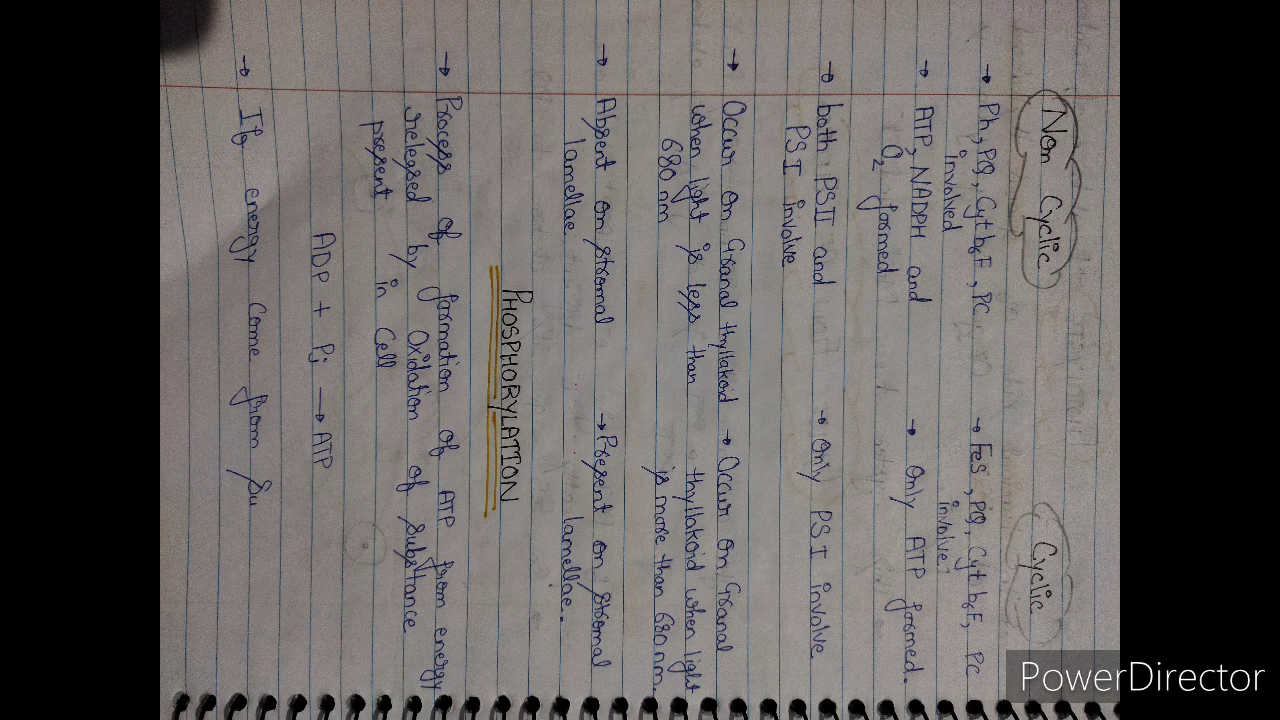 Non Cyclic
Cyclic
→ Ph, PQ, Cyt b6F, PC
involved
→ Fes, PQ, Cyt b6F, PC
involve
→ ATP, NADPH and
O2 formed
→ Only ATP formed.
→ both PSII and
PSI involve
→ Only PSI involve
→ Occur on Granal thyllakoid
when light is less than
680 nm
→ Occur on Granal
thyllakoid when light
is more than 680 nm.
→ Absent on stromal
lamellae
→ Present on stromal
lamellae..
PHOSPHORYLATION
→ Process of formation of ATP from energy
released by Oxidation of substance
present in Cell
ADP + Pi → ATP
→ If energy Come from Su
PowerDirector